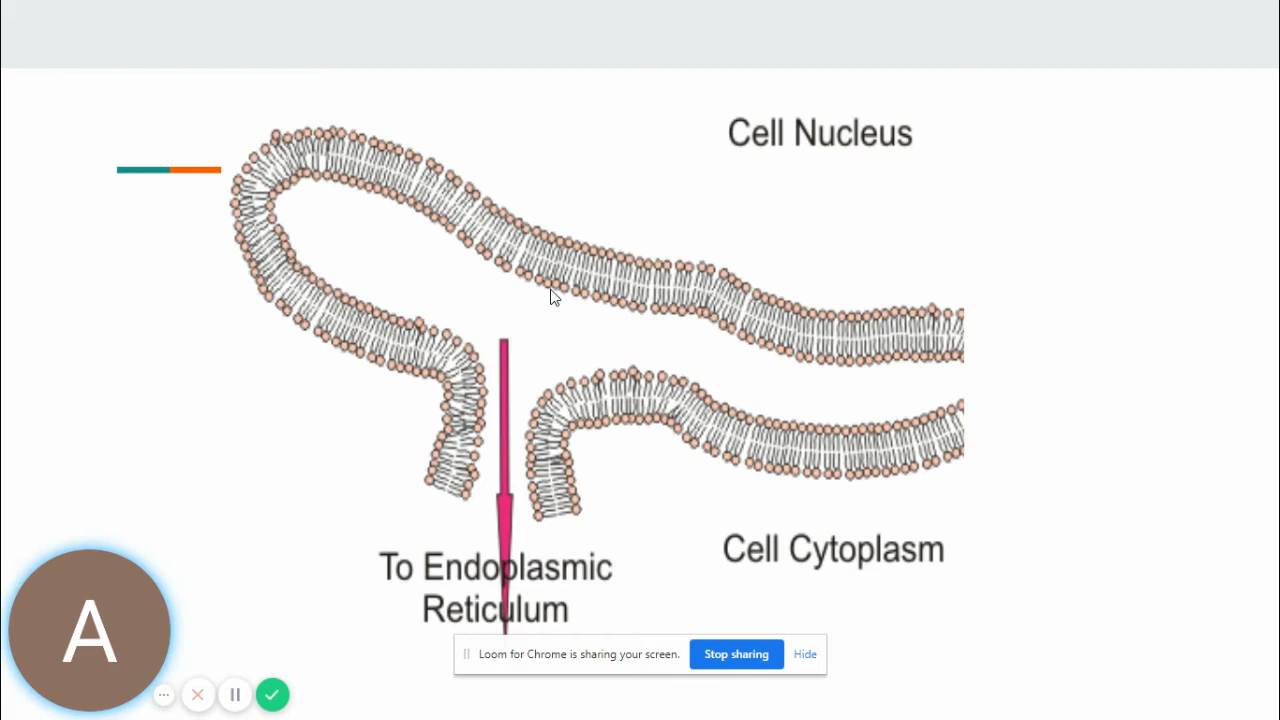 Cell Nucleus
To Endoplasmic
Reticulum
Cell Cytoplasm
A
Loom for Chrome is sharing your screen.
Stop sharing
Hide